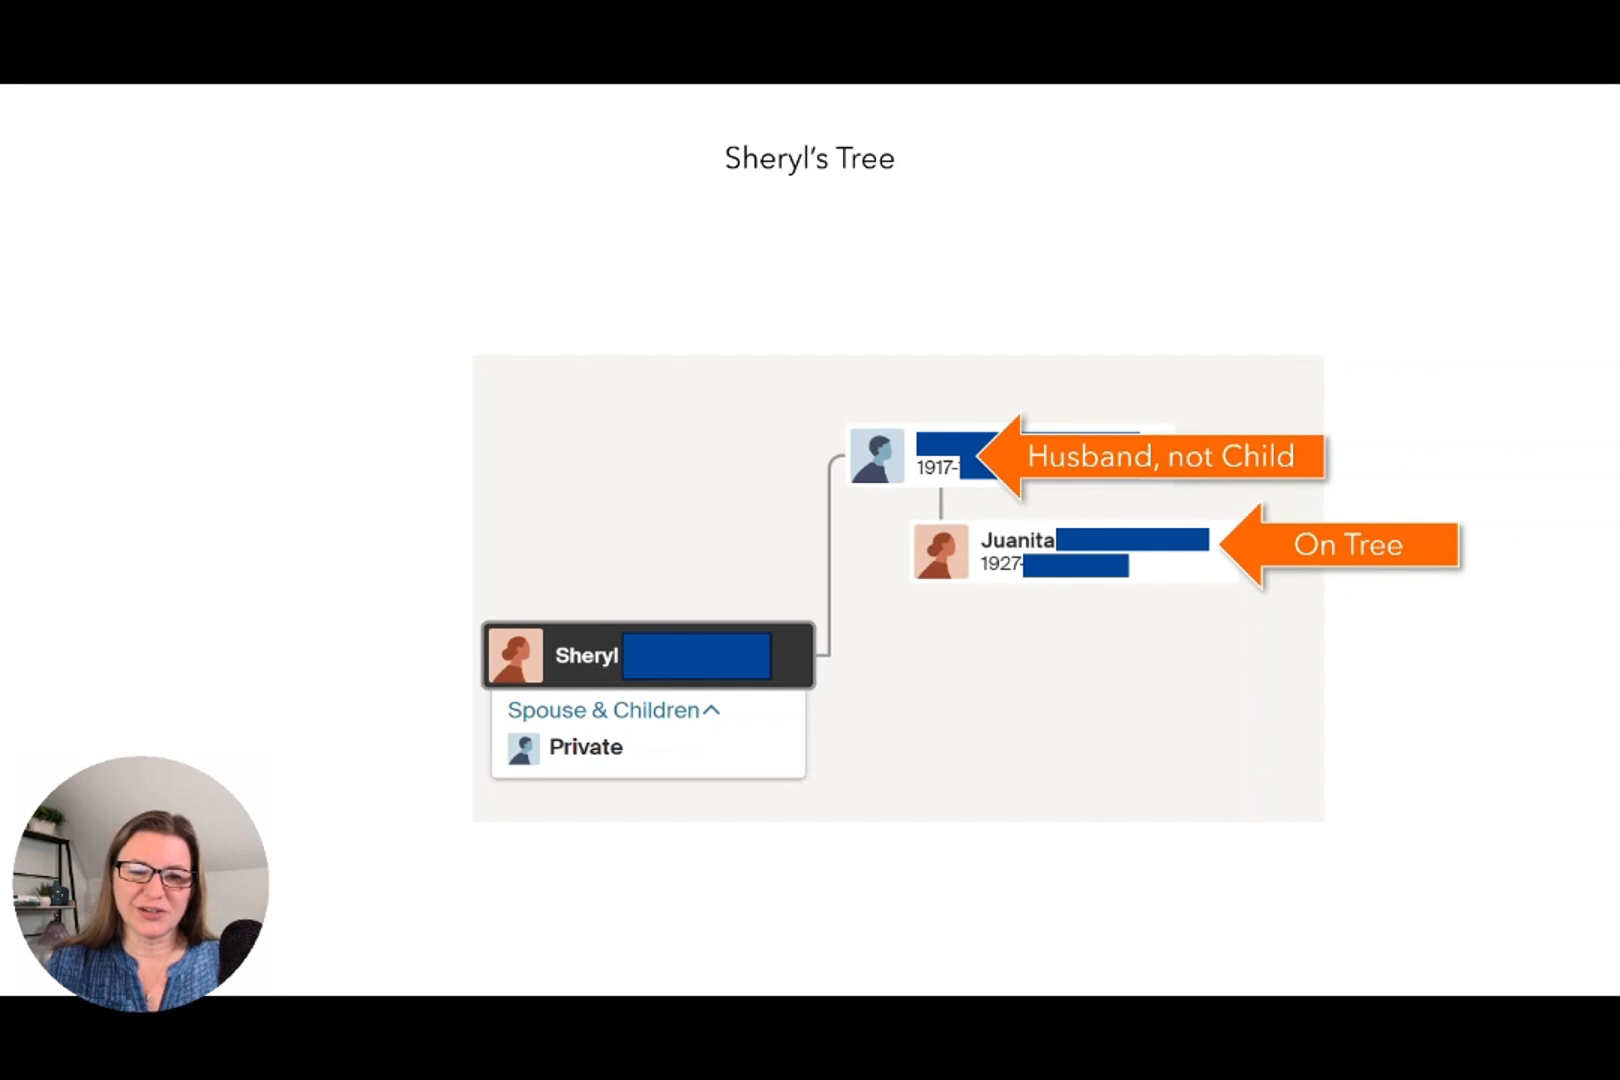 Sheryl’s Tree
1917-
Husband, not Child
Juanita
1927-
On Tree
Sheryl
Spouse & Children
Private